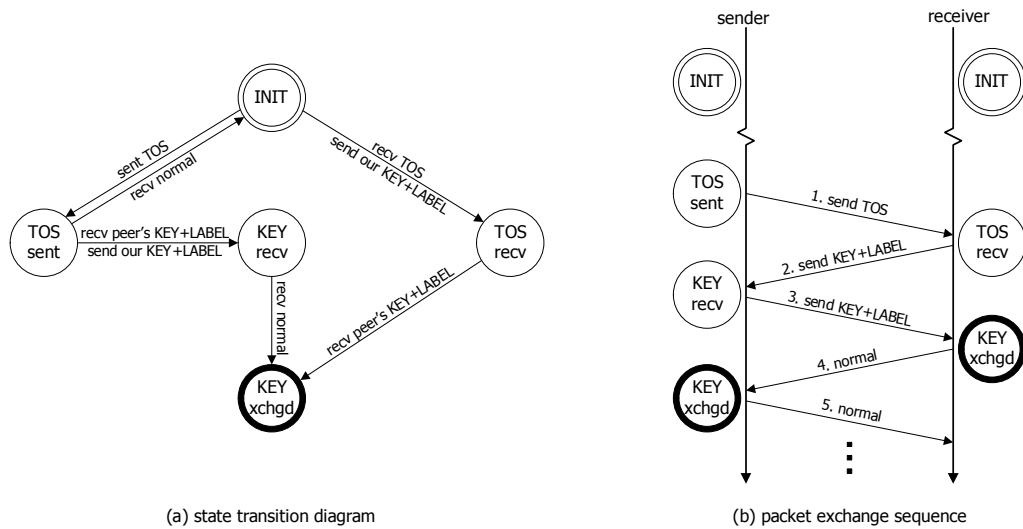 INIT
sent TOS
recv normal
recv TOS
send our KEY+LABEL
TOS
sent
recv peer's KEY+LABEL
send our KEY+LABEL
KEY
recv
TOS
recv
recv normal
recv peer's KEY+LABEL
KEY
xchgd
(a) state transition diagram
sender
receiver
INIT
INIT
TOS
sent
1. send TOS
TOS
recv
2. send KEY+LABEL
KEY
recv
3. send KEY+LABEL
KEY
xchgd
4. normal
KEY
xchgd
5. normal
(b) packet exchange sequence